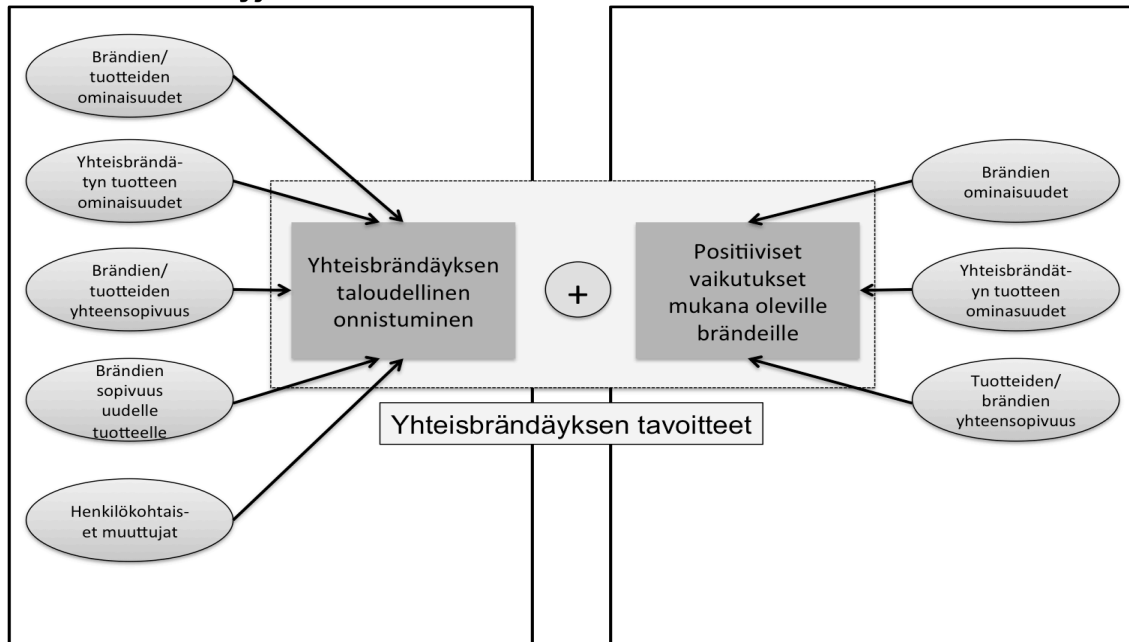 Brändien/
tuotteiden
ominaisuudet
Yhteisbrändä-
tyn tuotteen
ominaisuudet
Brändien/
tuotteiden
yhteensopivuus
Brändien
sopivuus
uudelle
tuotteelle
Henkilökohtais-
et muuttujat
Yhteisbrändäyksen
taloudellinen
onnistuminen
+
Positiiviset
vaikutukset
mukana oleville
brändeille
Yhteisbrändäyksen tavoitteet
Brändien
ominaisuudet
Yhteisbrändät-
yn tuotteen
ominasuudet
Tuotteiden/
brändien
yhteensopivuus